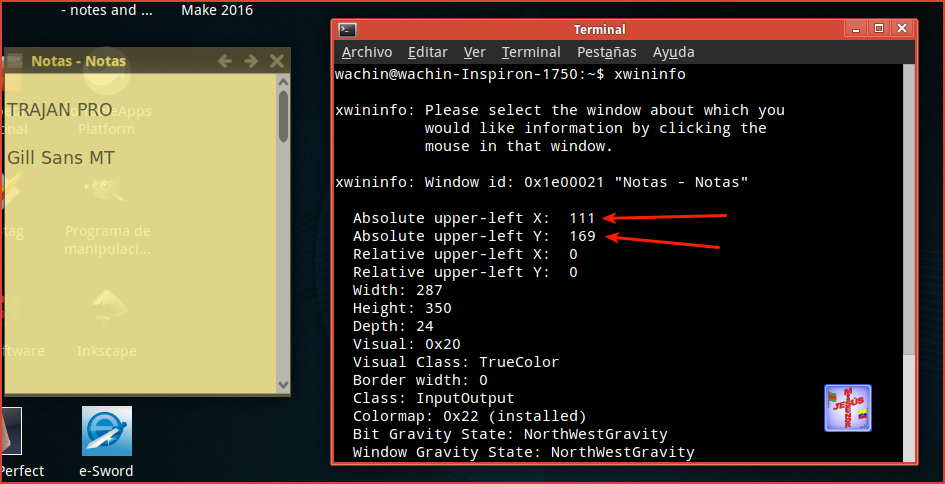 - notes and ...
Make 2016
Notas - Notas
TRAJAN PRO
Apps
onal
Platform
Gill Sans MT
tag
Programa de
manipulaci...
ftware
Inkscape
Perfect
e-Sword
Terminal
Archivo Editar Ver Terminal Pestañas Ayuda
wachin@wachin-Inspiron-1750:~$ xwininfo
xwininfo: Please select the window about which you
would like information by clicking the
mouse in that window.
xwininfo: Window id: 0x1e00021 "Notas - Notas"
Absolute upper-left X: 111
Absolute upper-left Y: 169
Relative upper-left X: 0
Relative upper-left Y: 0
Width: 287
Height: 350
Depth: 24
Visual: 0x20
Visual Class: TrueColor
Border width: 0
Class: InputOutput
Colormap: 0x22 (installed)
Bit Gravity State: NorthWestGravity
Window Gravity State: NorthWestGravity
JESÚS